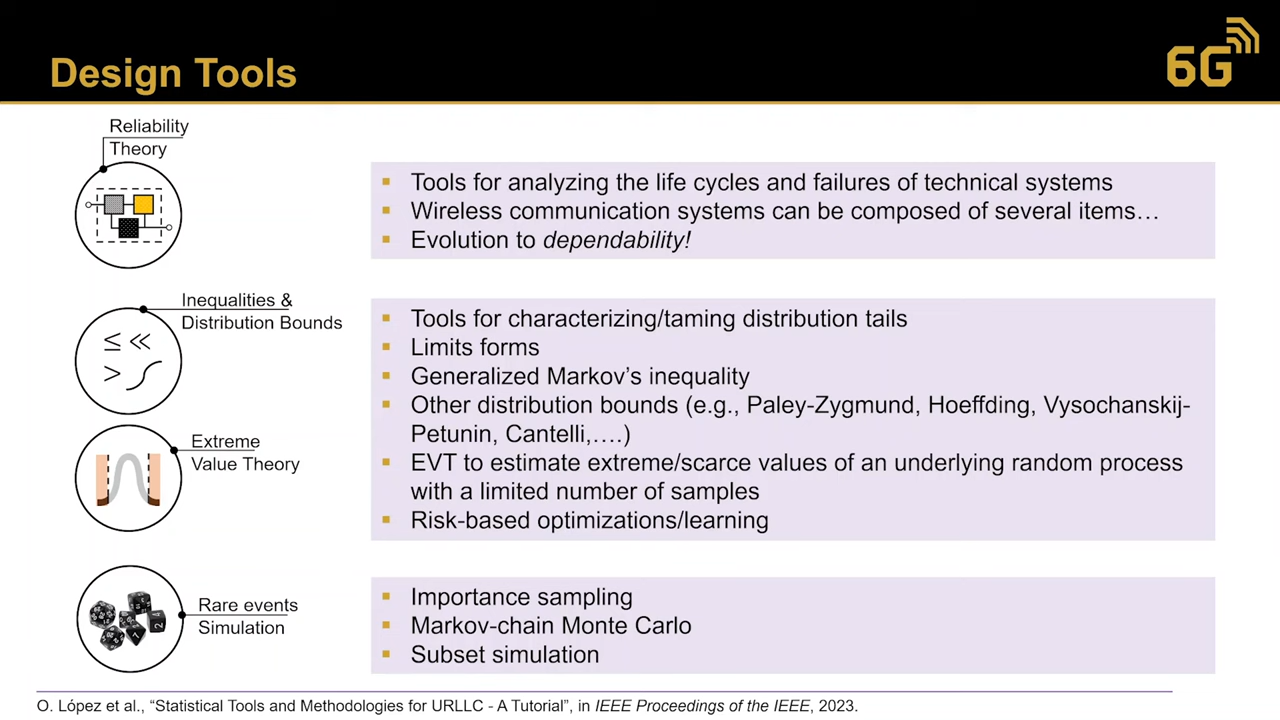 Design Tools
6G
Reliability
Theory
Tools for analyzing the life cycles and failures of technical systems
Wireless communication systems can be composed of several items…
Evolution to dependability!
Inequalities &
Distribution Bounds
≤ ≪
>
Tools for characterizing/taming distribution tails
Limits forms
Generalized Markov's inequality
Other distribution bounds (e.g., Paley-Zygmund, Hoeffding, Vysochanskij-
Petunin, Cantelli,….)
Extreme
Value Theory
EVT to estimate extreme/scarce values of an underlying random process
with a limited number of samples
Risk-based optimizations/learning
Rare events
Simulation
Importance sampling
Markov-chain Monte Carlo
Subset simulation
O. López et al., “Statistical Tools and Methodologies for URLLC - A Tutorial”, in IEEE Proceedings of the IEEE, 2023.